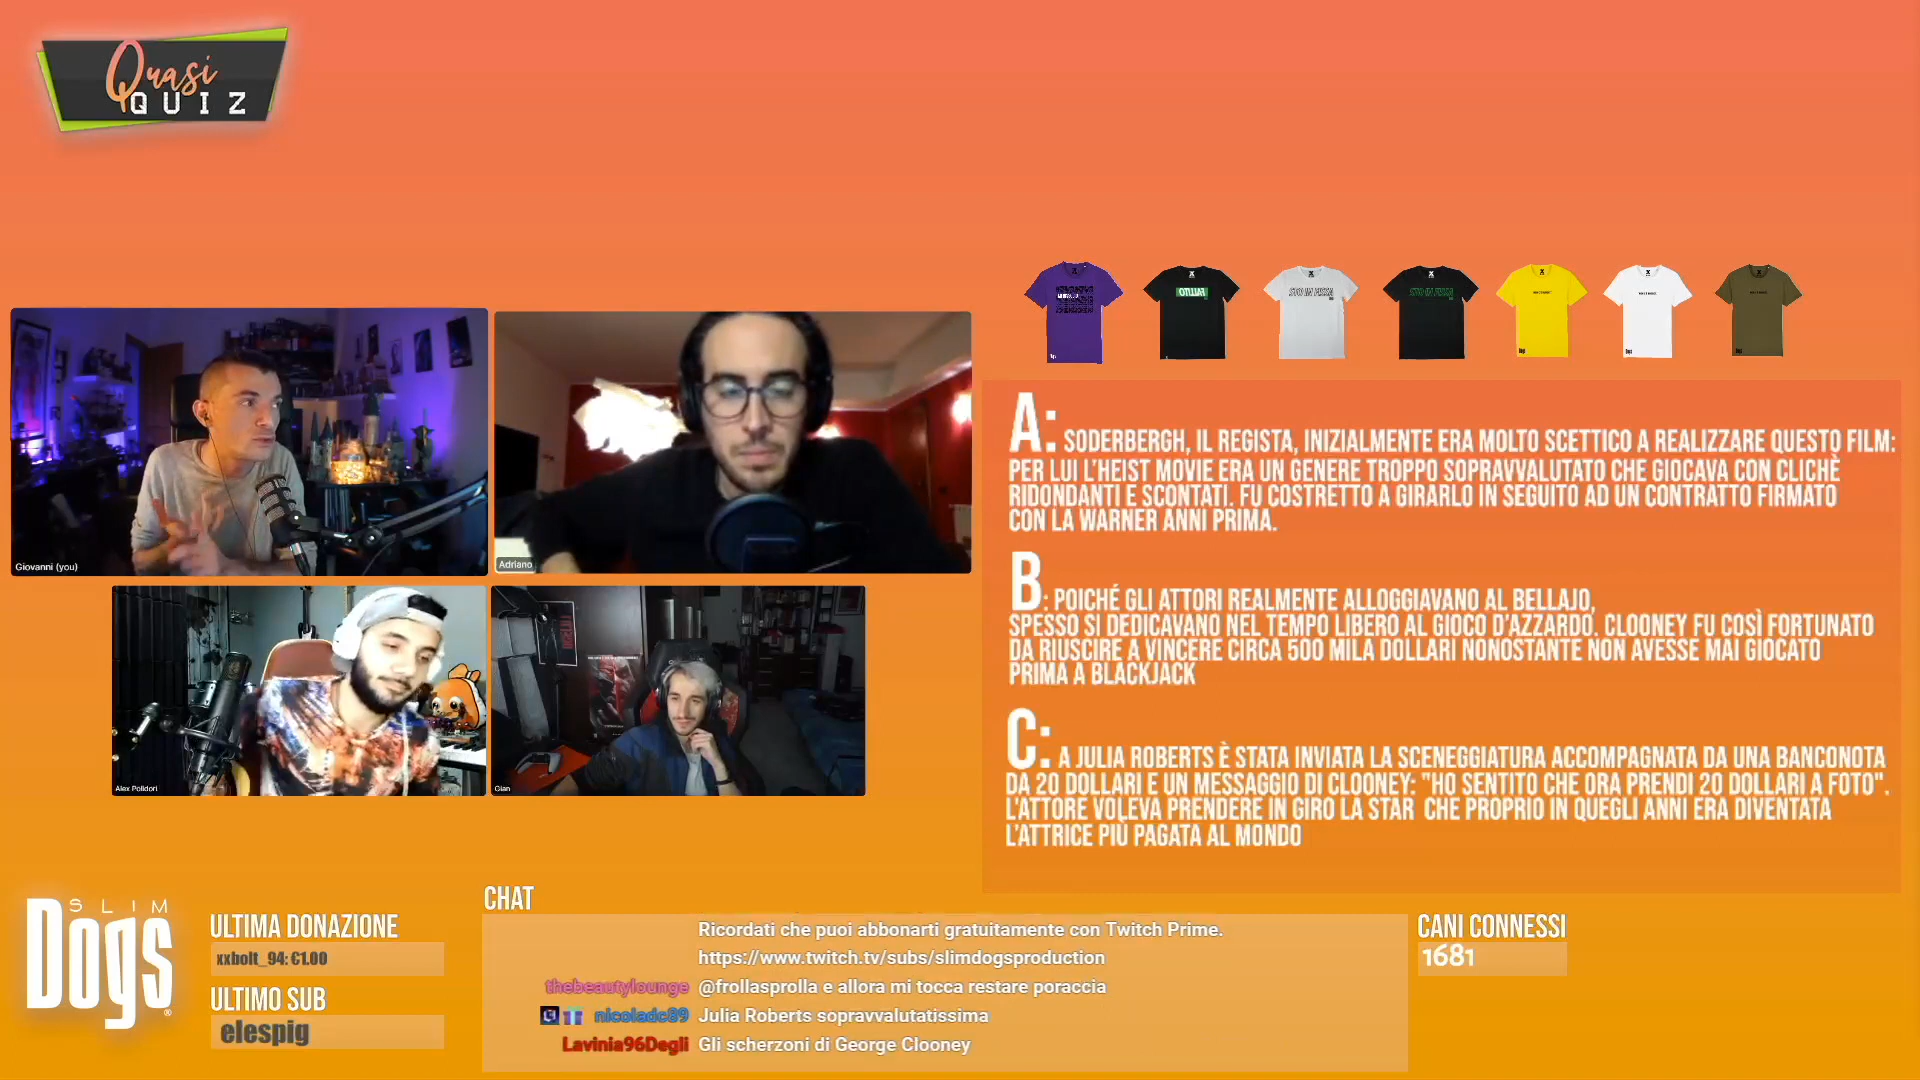 Quasi
QUIZ
Giovanni (you)
Adriano
Alex Polidori
Gian
A: SODERBERGH, IL REGISTA, INIZIALMENTE ERA MOLTO SCETTICO A REALIZZARE QUESTO FILM:
PER LUI L'HEIST MOVIE ERA UN GENERE TROPPO SOPRAVVALUTATO CHE GIOCAVA CON CLICHÈ
RIDONDANTI E SCONTATI. FU COSTRETTO A GIRARLO IN SEGUITO AD UN CONTRATTO FIRMATO
CON LA WARNER ANNI PRIMA.
B: POICHÉ GLI ATTORI REALMENTE ALLOGGIAVANO AL BELLAJO,
SPESSO SI DEDICAVANO NEL TEMPO LIBERO AL GIOCO D'AZZARDO. CLOONEY FU COSÌ FORTUNATO
DA RIUSCIRE A VINCERE CIRCA 500 MILA DOLLARI NONOSTANTE NON AVESSE MAI GIOCATO
PRIMA A BLACKJACK
C: A JULIA ROBERTS È STATA INVIATA LA SCENEGGIATURA ACCOMPAGNATA DA UNA BANCONOTA
DA 20 DOLLARI E UN MESSAGGIO DI CLOONEY: "HO SENTITO CHE ORA PRENDI 20 DOLLARI A FOTO".
L'ATTORE VOLEVA PRENDERE IN GIRO LA STAR CHE PROPRIO IN QUEGLI ANNI ERA DIVENTATA
L'ATTRICE PIÙ PAGATA AL MONDO
SLIM
Dogs
®
ULTIMA DONAZIONE
xxbolt_94: €1.00
ULTIMO SUB
elespig
CHAT
Ricordati che puoi abbonarti gratuitamente con Twitch Prime.
https://www.twitch.tv/subs/slimdogsproduction
thebeautylounge @frollasprolla e allora mi tocca restare poraccia
nicoladc89 Julia Roberts sopravvalutatissima
Lavinia96Degli Gli scherzoni di George Clooney
CANI CONNESSI
1681